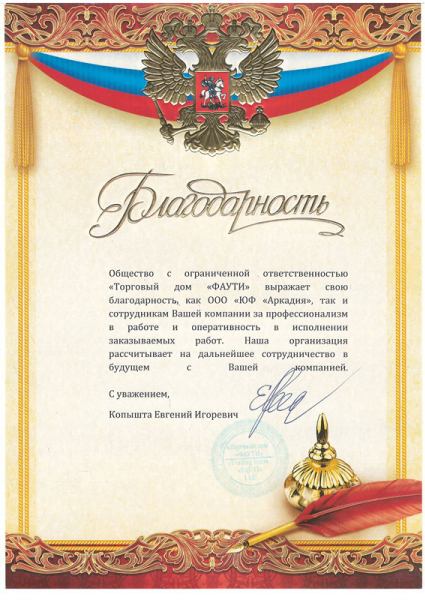 Благодарность
Общество с ограниченной ответственностью
«Торговый дом «ФАУТИ» выражает свою
благодарность, как ООО «ЮФ «Аркадия», так и
сотрудникам Вашей компании за профессионализм
в работе и оперативность в исполнении
заказываемых работ. Наша организация
рассчитывает на дальнейшее сотрудничество в
будущем с Вашей компанией.
С уважением,
Копышта Евгений Игоревич